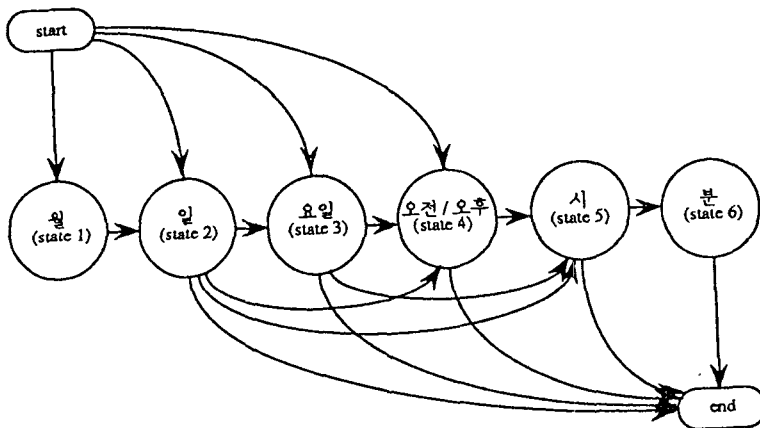 start
월
(state 1)
일
(state 2)
요일
(state 3)
오전 / 오후
(state 4)
시
(state 5)
분
(state 6)
end